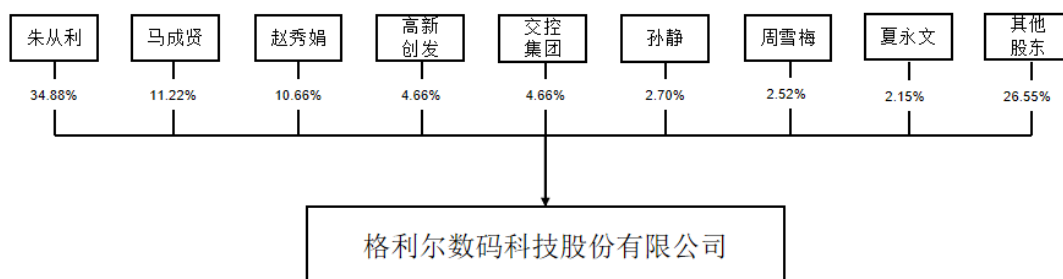 朱从利
马成贤
赵秀娟
高新
创发
交控
集团
孙静
周雪梅
夏永文
其他
股东
34.88%
11.22%
10.66%
4.66%
4.66%
2.70%
2.52%
2.15%
26.55%
格利尔数码科技股份有限公司